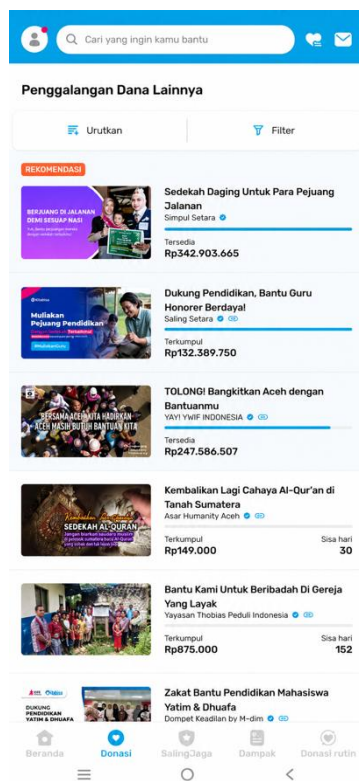 Cari yang ingin kamu bantu
Penggalangan Dana Lainnya
Urutkan
Filter
REKOMENDASI
BERJUANG DI JALANAN
DEMI SESUAP NASI
Sedekah Daging Untuk Para Pejuang
Jalanan
Simpul Setara
Tersedia
Rp342.903.665
Muliakan
Pejuang Pendidikan
Dukung Pendidikan, Bantu Guru
Honorer Berdaya!
Saling Setara
Terkumpul
Rp132.389.750
BERSAMA ACEH KITA HADIRKAN
ACEH MASIH BUTUH BANTUAN KITA
TOLONG! Bangkitkan Aceh dengan
Bantuanmu
YAY! YWIF INDONESIA
Tersedia
Rp247.586.507
SEDEKAH AL-QURAN
Kembalikan Lagi Cahaya Al-Qur'an di
Tanah Sumatera
Asar Humanity Aceh
Terkumpul
Sisa hari
Rp149.000
30
Bantu Kami Untuk Beribadah Di Gereja
Yang Layak
Yayasan Thobias Peduli Indonesia
Terkumpul
Sisa hari
Rp875.000
152
DUKUNG
PENDIDIKAN
YATIM & DHUAFA
Zakat Bantu Pendidikan Mahasiswa
Yatim & Dhuafa
Dompet Keadilan by M-dim
Beranda
Donasi
SalingJaga
Dampak
Donasi rutin